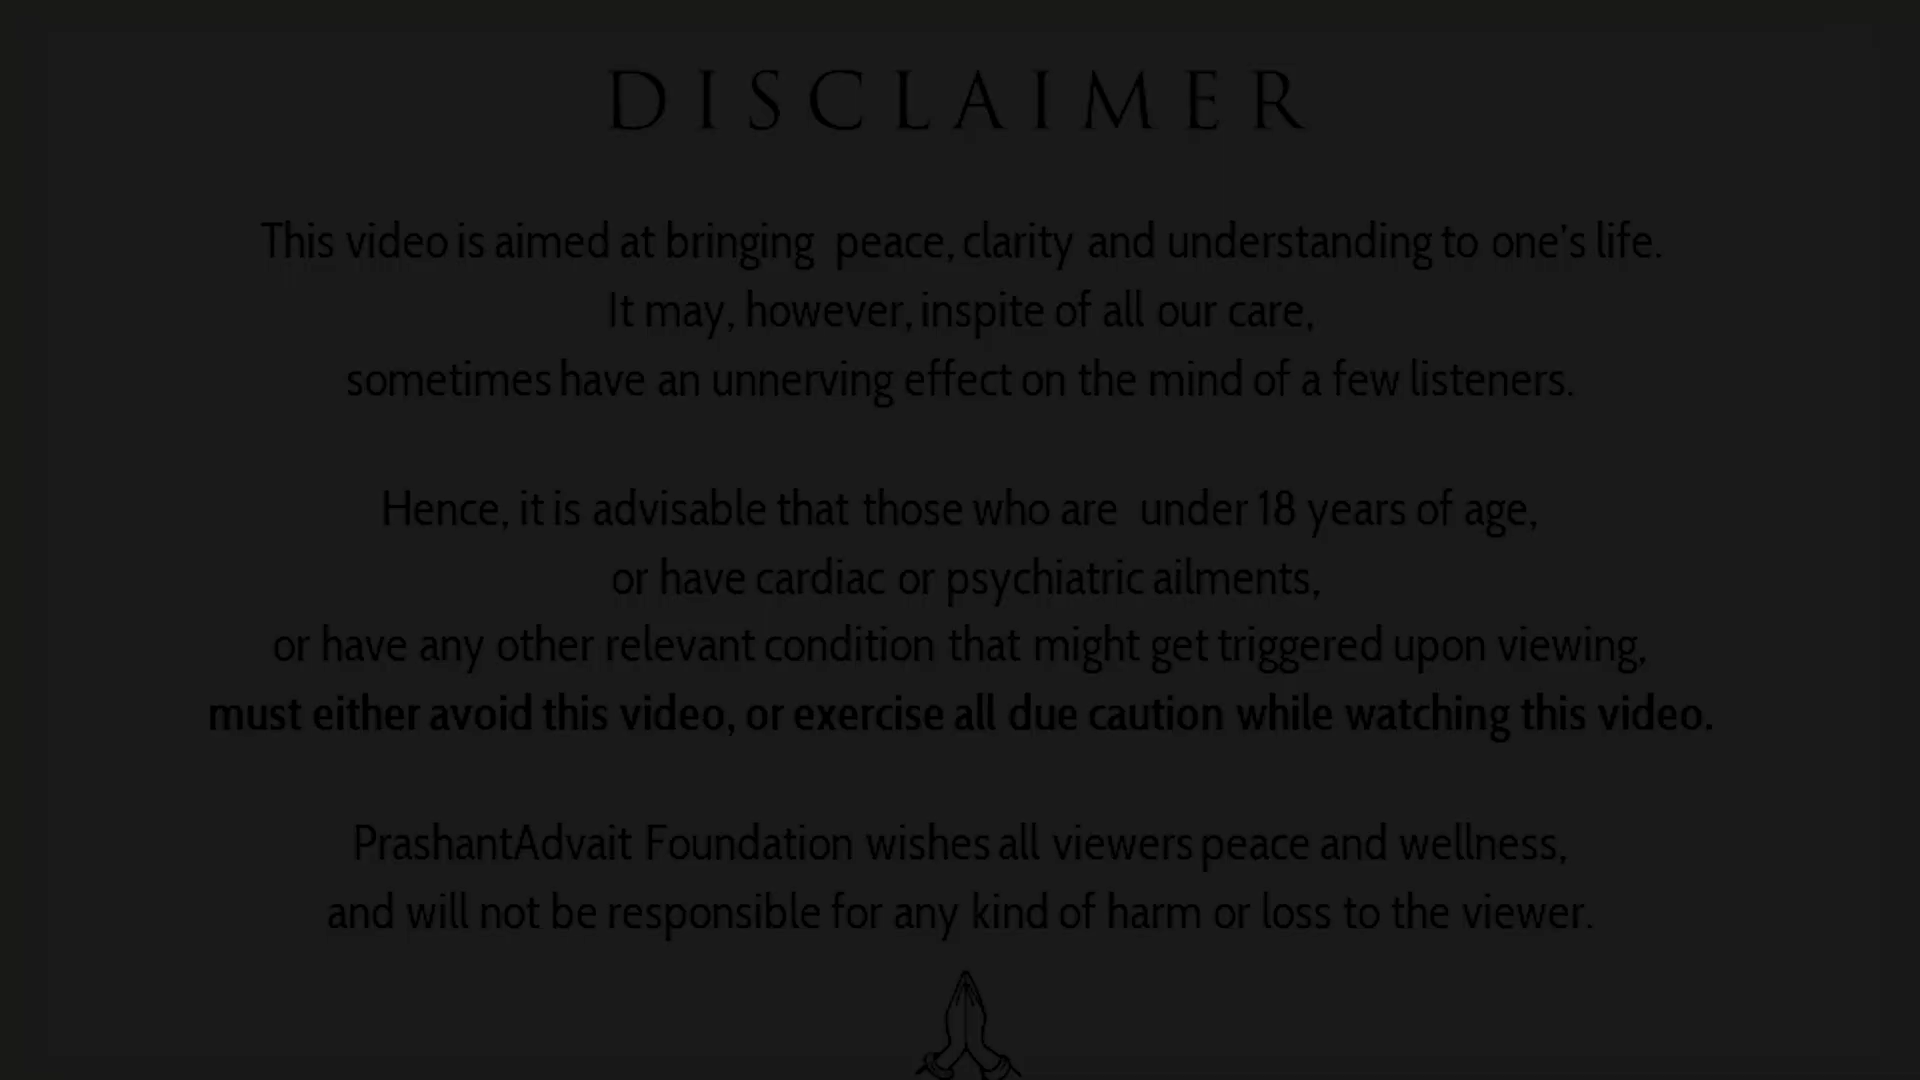 DISCLAIMER
This video is aimed at bringing peace, clarity and understanding to one's life.
It may, however, inspite of all our care,
sometimes have an unnerving effect on the mind of a few listeners.
Hence, it is advisable that those who are under 18 years of age,
or have cardiac or psychiatric ailments,
or have any other relevant condition that might get triggered upon viewing,
must either avoid this video, or exercise all due caution while watching this video.
PrashantAdvait Foundation wishes all viewers peace and wellness,
and will not be responsible for any kind of harm or loss to the viewer.